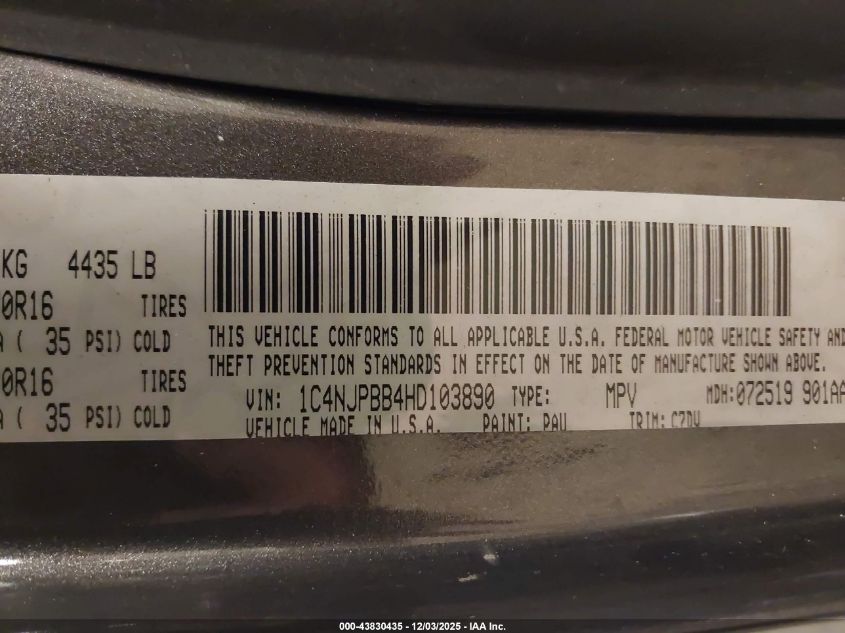 KG 4435 LB
0R16 TIRES
A ( 35 PSI) COLD
0R16 TIRES
A ( 35 PSI) COLD
THIS VEHICLE CONFORMS TO ALL APPLICABLE U.S.A. FEDERAL MOTOR VEHICLE SAFETY AND
THEFT PREVENTION STANDARDS IN EFFECT ON THE DATE OF MANUFACTURE SHOWN ABOVE.
VIN: 1C4NJPBB4HD103890 TYPE: MPV MDH:072519 901AA
VEHICLE MADE IN U.S.A. PAINT: PAU TRIM: C7DV
000-43830435 - 12/03/2025 - IAA Inc.